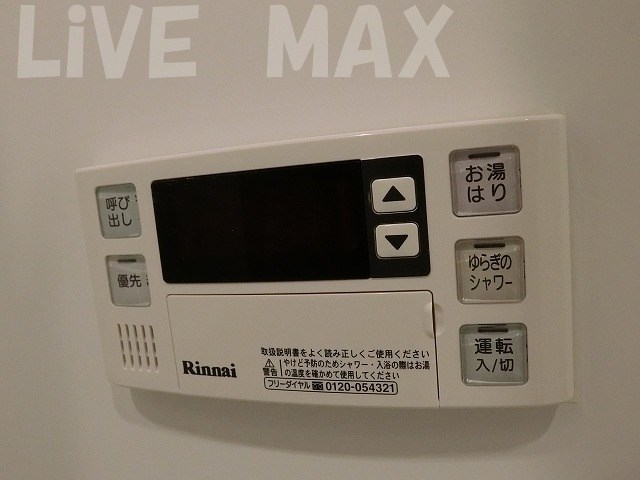 LiVE MAX
呼び
出し
優先
お湯
はり
ゆらぎの
シャワー
運転
入/切
取扱説明書をよく読み正しくご使用ください
警告
やけど予防のためシャワー・入浴の際はお湯
の温度を確かめて使用してください
Rinnai
フリーダイヤル 0120-054321